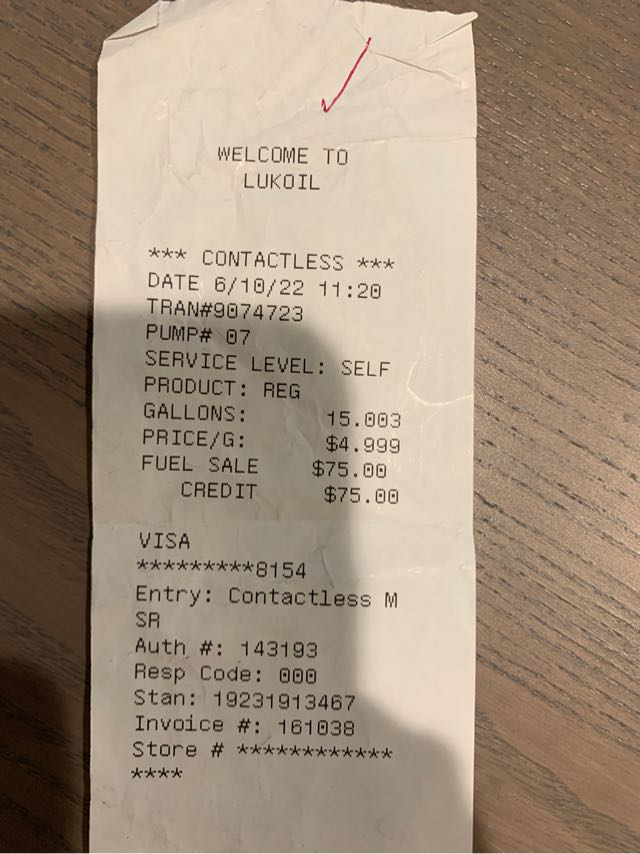 WELCOME TO
LUKOIL
*** CONTACTLESS ***
DATE 6/10/22 11:20
TRAN#9074723
PUMP# 07
SERVICE LEVEL: SELF
PRODUCT: REG
GALLONS: 15.003
PRICE/G: $4.999
FUEL SALE $75.00
CREDIT $75.00
VISA
*********8154
Entry: Contactless M
SR
Auth #: 143193
Resp Code: 000
Stan: 19231913467
Invoice #: 161038
Store # ************
****